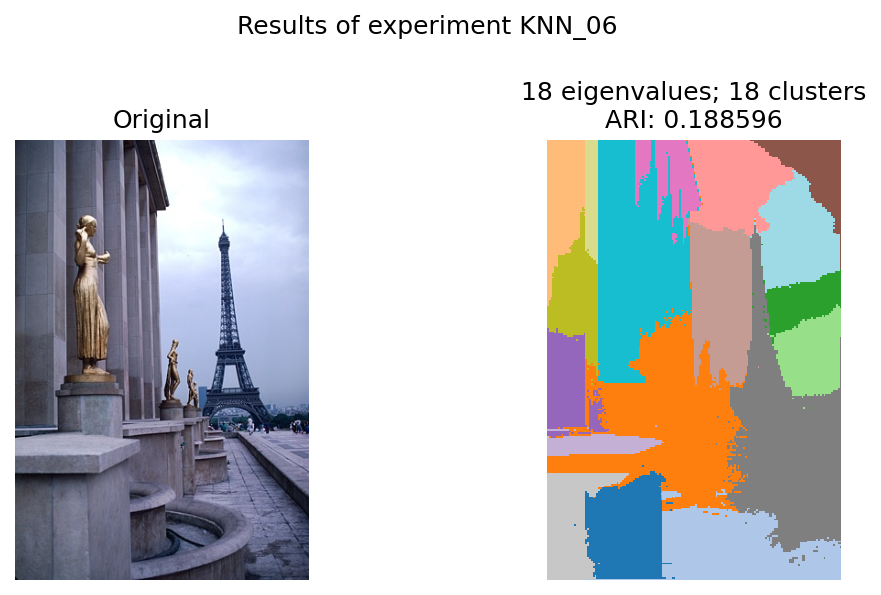 Results of experiment KNN_06
Original
18 eigenvalues; 18 clusters
ARI: 0.188596